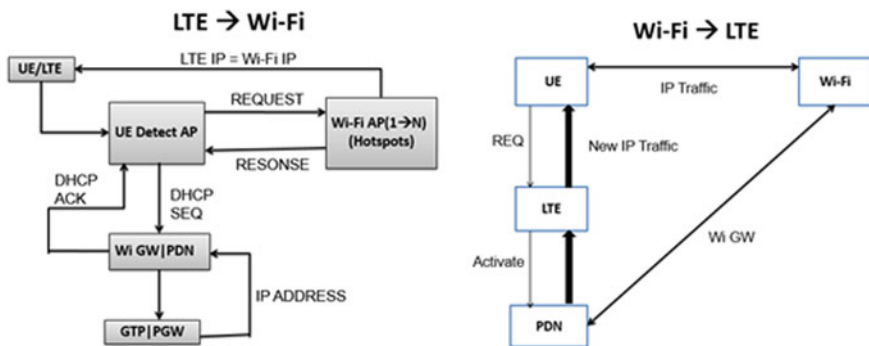 LTE → Wi-Fi
LTE IP = Wi-Fi IP
UE/LTE
REQUEST
UE Detect AP
Wi-Fi AP(1→N)
(Hotspots)
RESONSE
DHCP
ACK
DHCP
SEQ
Wi GW|PDN
IP ADDRESS
GTP|PGW
Wi-Fi → LTE
UE
Wi-Fi
IP Traffic
REQ
New IP Traffic
LTE
Wi GW
Activate
PDN